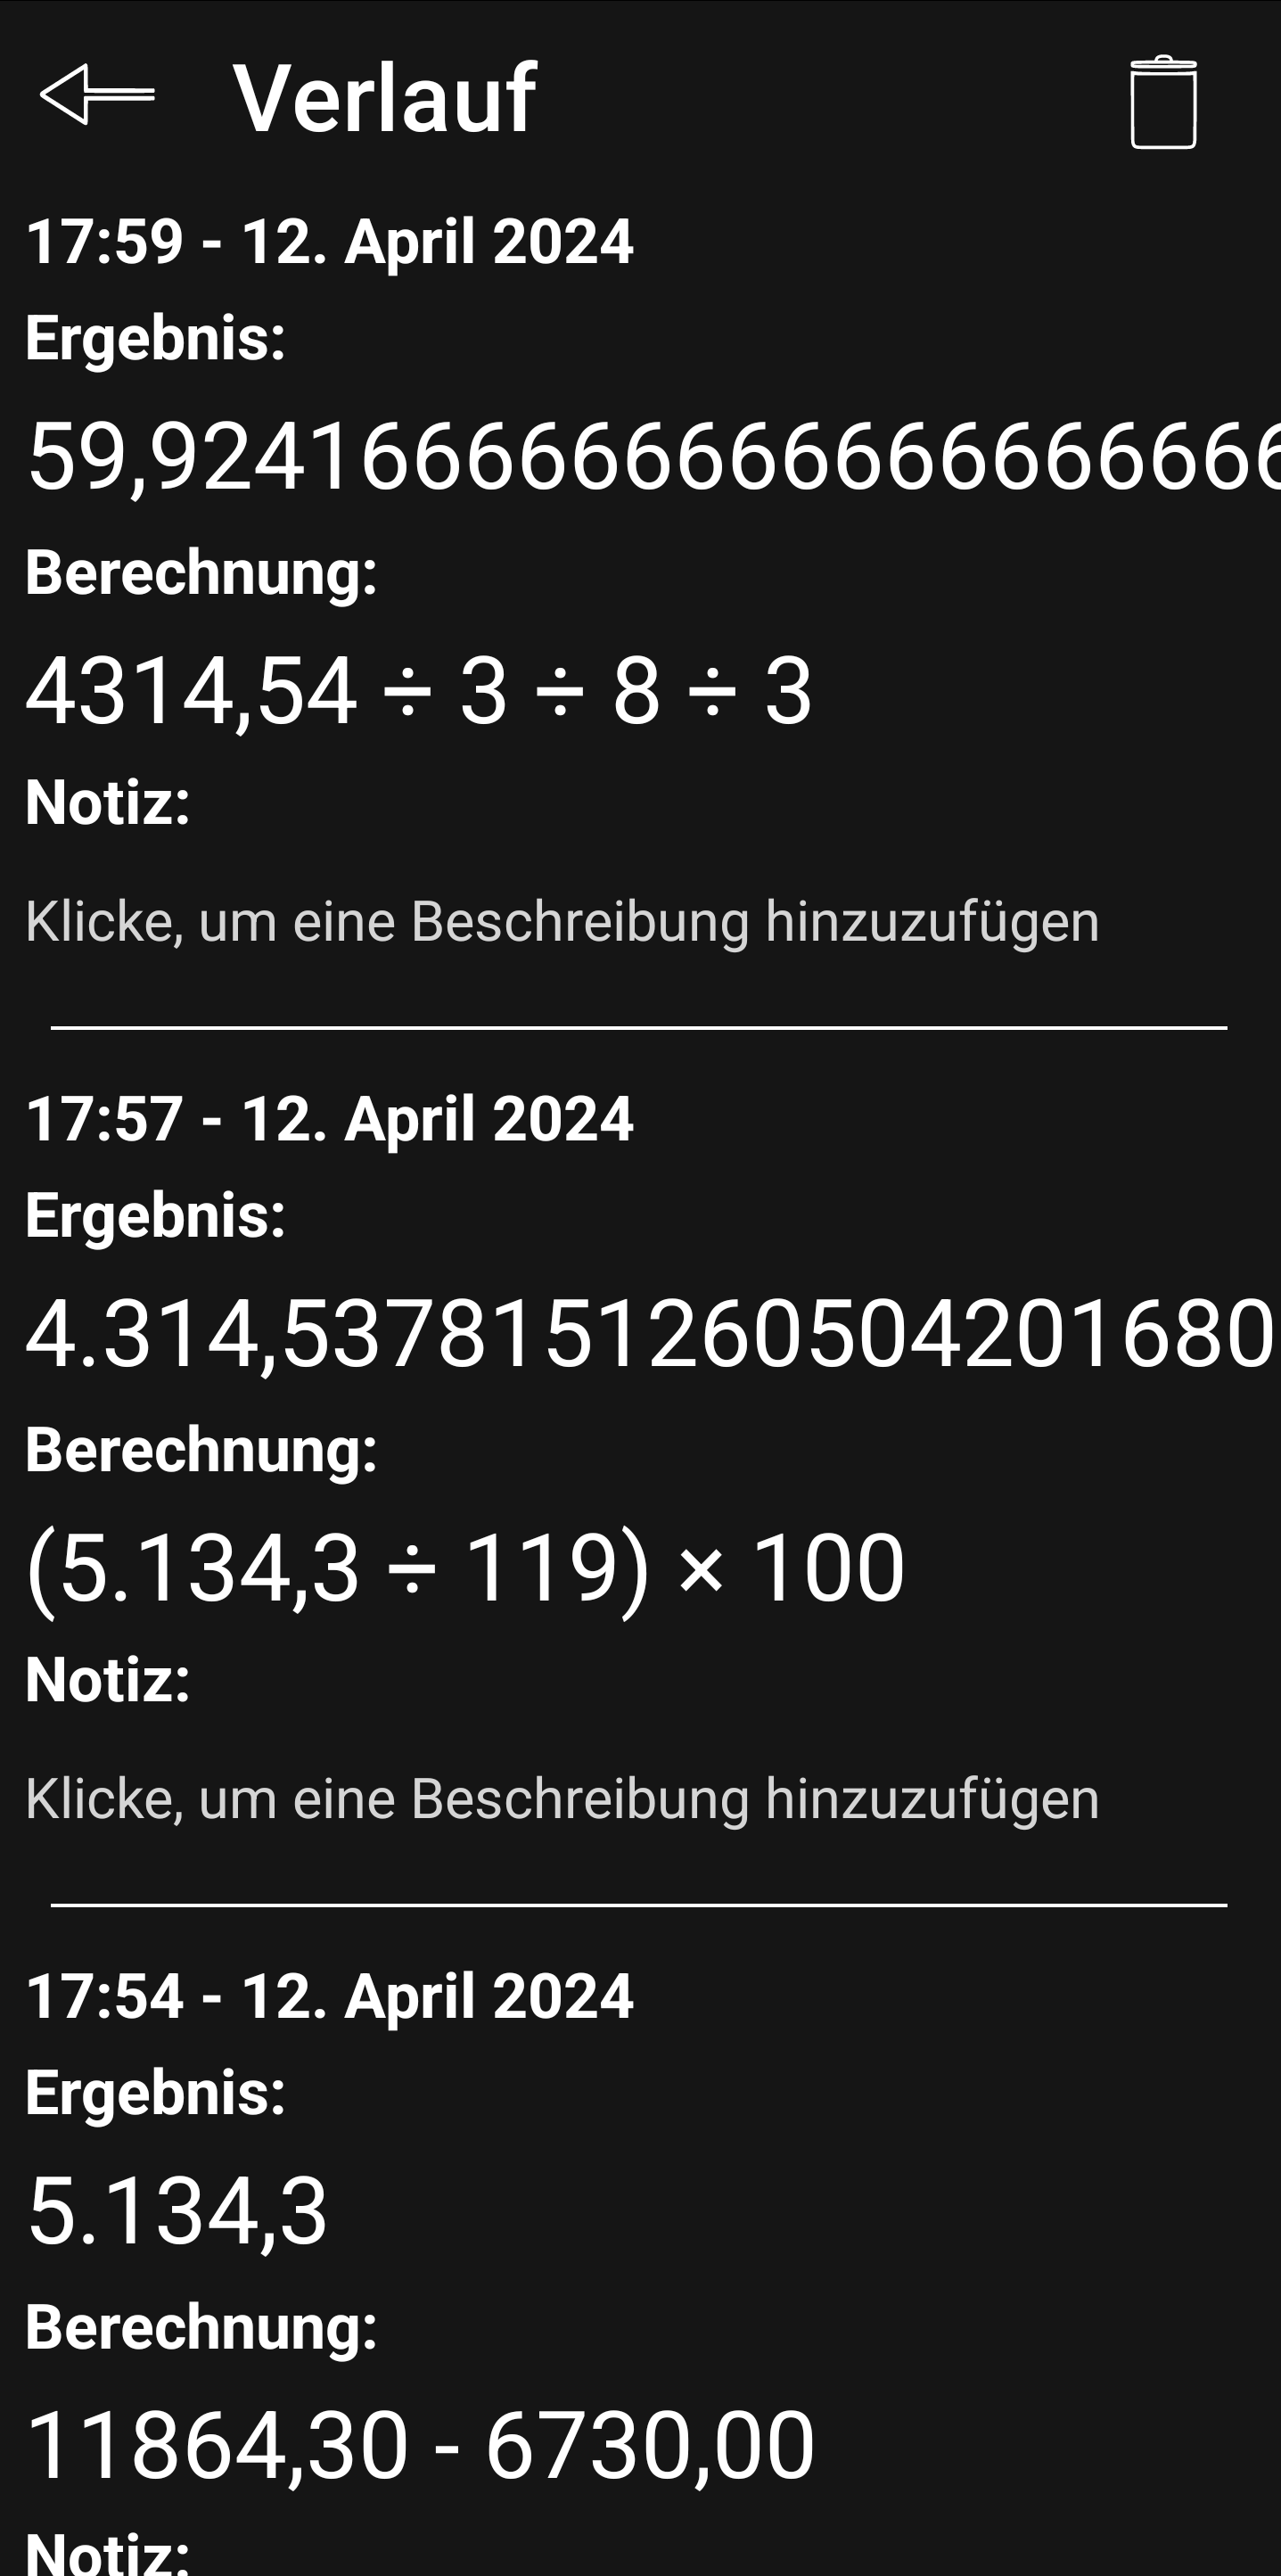 Verlauf
17:59 - 12. April 2024
Ergebnis:
59,924166666666666666666
Berechnung:
4314,54 ÷ 3 ÷ 8 ÷ 3
Notiz:
Klicke, um eine Beschreibung hinzuzufügen
17:57 - 12. April 2024
Ergebnis:
4.314,5378151260504201680
Berechnung:
(5.134,3 ÷ 119) × 100
Notiz:
Klicke, um eine Beschreibung hinzuzufügen
17:54 - 12. April 2024
Ergebnis:
5.134,3
Berechnung:
11864,30 - 6730,00
Notiz: